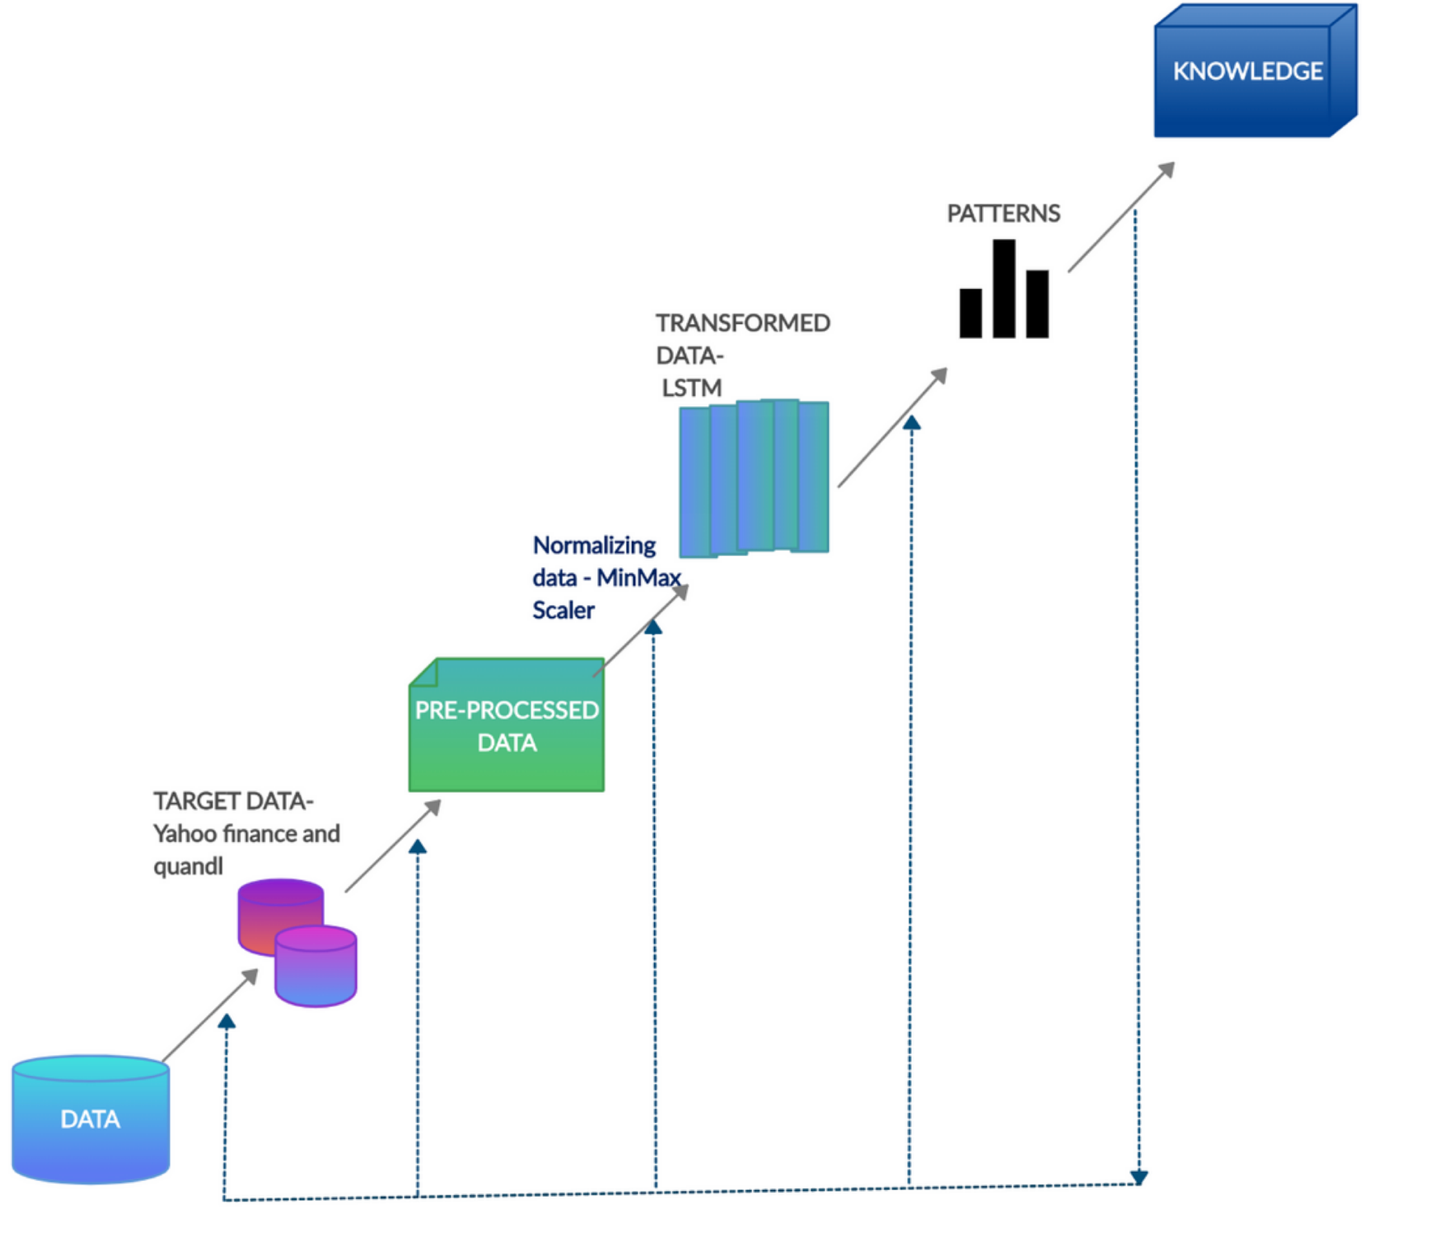 KNOWLEDGE
PATTERNS
TRANSFORMED
DATA-
LSTM
Normalizing
data - MinMax
Scaler
PRE-PROCESSED
DATA
TARGET DATA-
Yahoo finance and
quandl
DATA